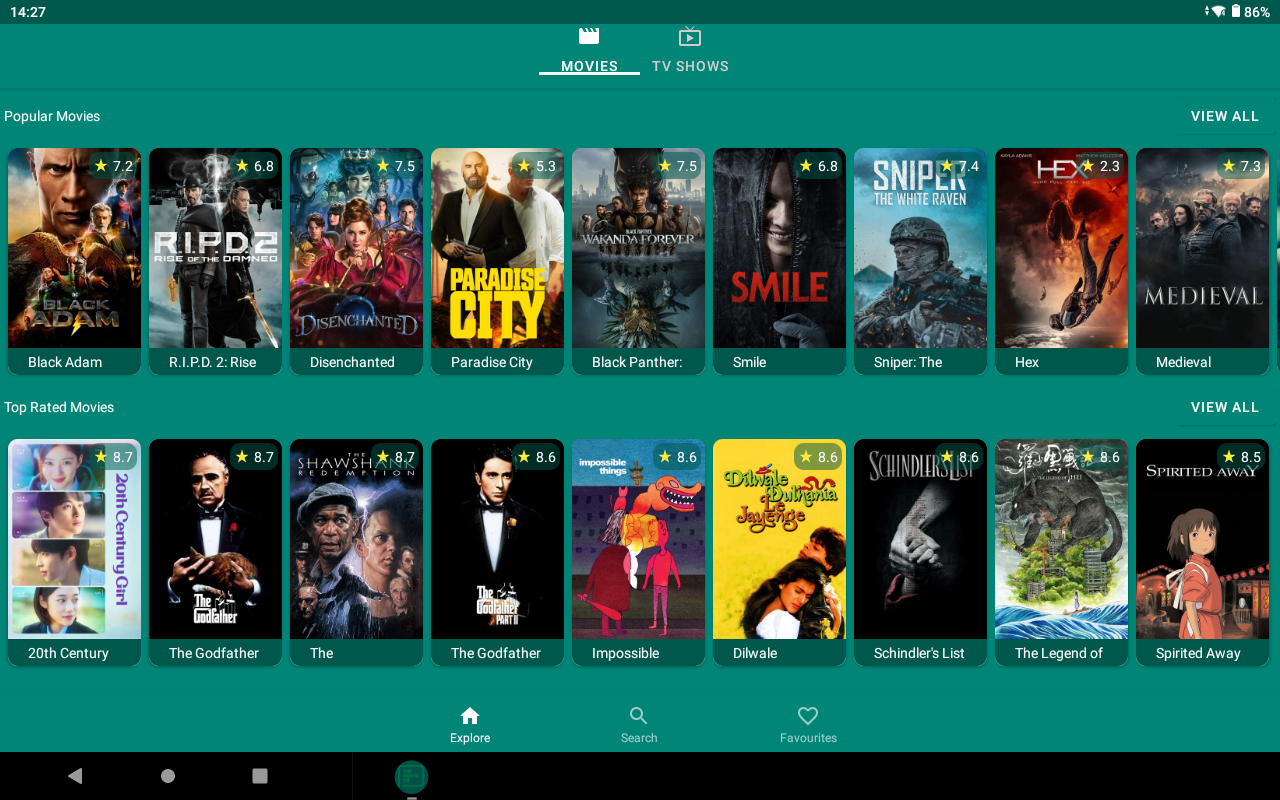 14:27
86%
MOVIES
TV SHOWS
Popular Movies
VIEW ALL
7.2
6.8
7.5
5.3
7.5
6.8
7.4
2.3
7.3
BLACK ADAM
R.I.P.D.2
RISE OF THE DAMNED
DISENCHANTED
PARADISE CITY
BLACK PANTHER
WAKANDA FOREVER
SMILE
SNIPER
THE WHITE RAVEN
KAYLA ADAMS
HEX
MEDIEVAL
Black Adam
R.I.P.D. 2: Rise
Disenchanted
Paradise City
Black Panther:
Smile
Sniper: The
Hex
Medieval
Top Rated Movies
VIEW ALL
8.7
8.7
8.7
8.6
8.6
8.6
8.6
8.6
8.5
20th Century Girl
The Godfather
THE
SHAWSHANK
REDEMPTION
The Godfather
PART II
impossible things
Dilwale Dulhania Le Jayenge
SCHINDLER'S LIST
THE LEGEND OF HEI
SPIRITED AWAY
20th Century
The Godfather
The
The Godfather
Impossible
Dilwale
Schindler's List
The Legend of
Spirited Away
Explore
Search
Favourites